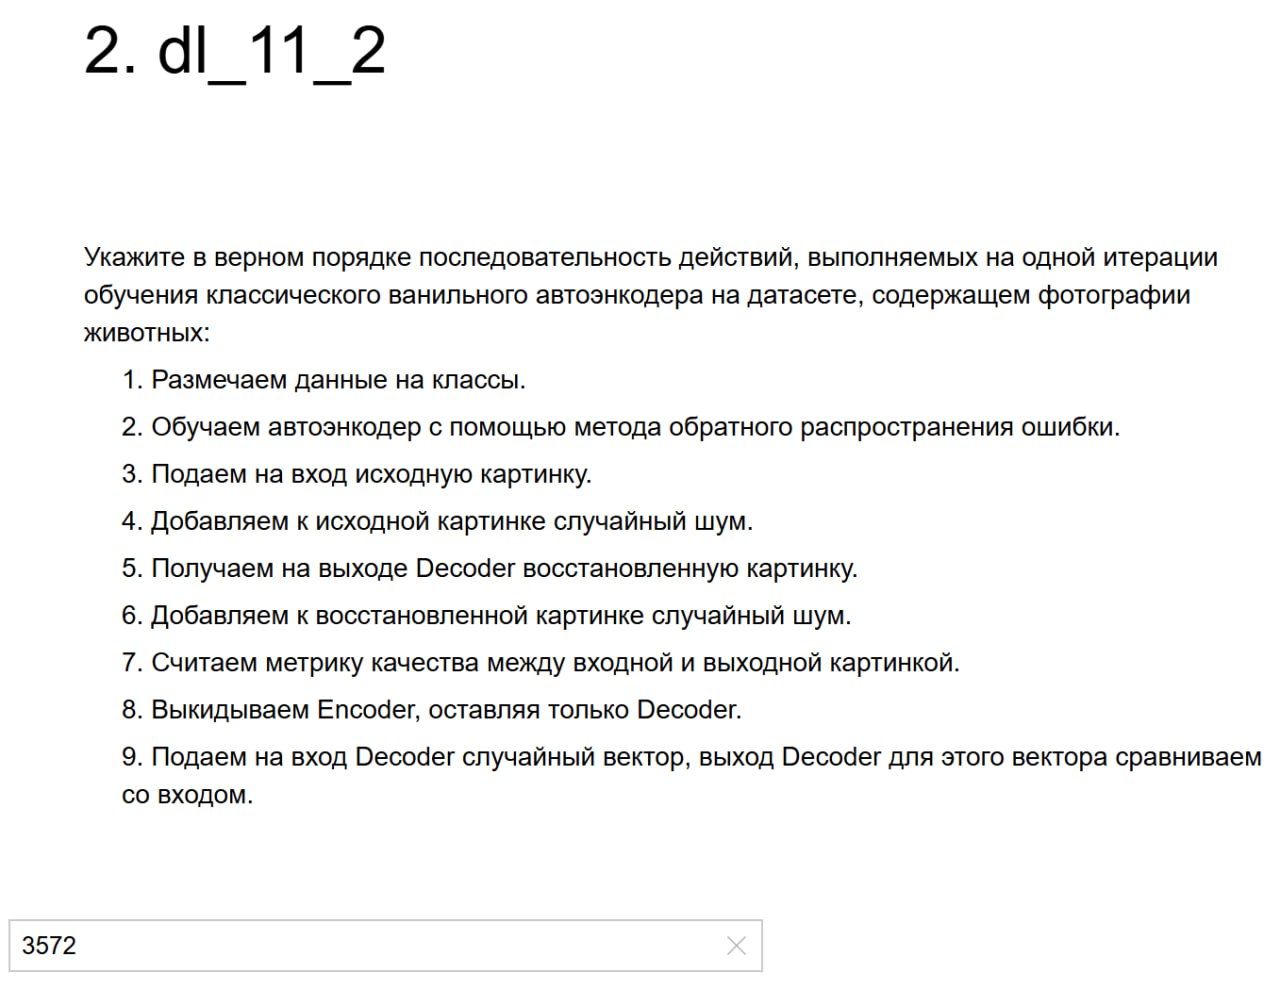 2. dl_11_2
Укажите в верном порядке последовательность действий, выполняемых на одной итерации
обучения классического ванильного автоэнкодера на датасете, содержащем фотографии
животных:
1. Размечаем данные на классы.
2. Обучаем автоэнкодер с помощью метода обратного распространения ошибки.
3. Подаем на вход исходную картинку.
4. Добавляем к исходной картинке случайный шум.
5. Получаем на выходе Decoder восстановленную картинку.
6. Добавляем к восстановленной картинке случайный шум.
7. Считаем метрику качества между входной и выходной картинкой.
8. Выкидываем Encoder, оставляя только Decoder.
9. Подаем на вход Decoder случайный вектор, выход Decoder для этого вектора сравниваем
со входом.
3572